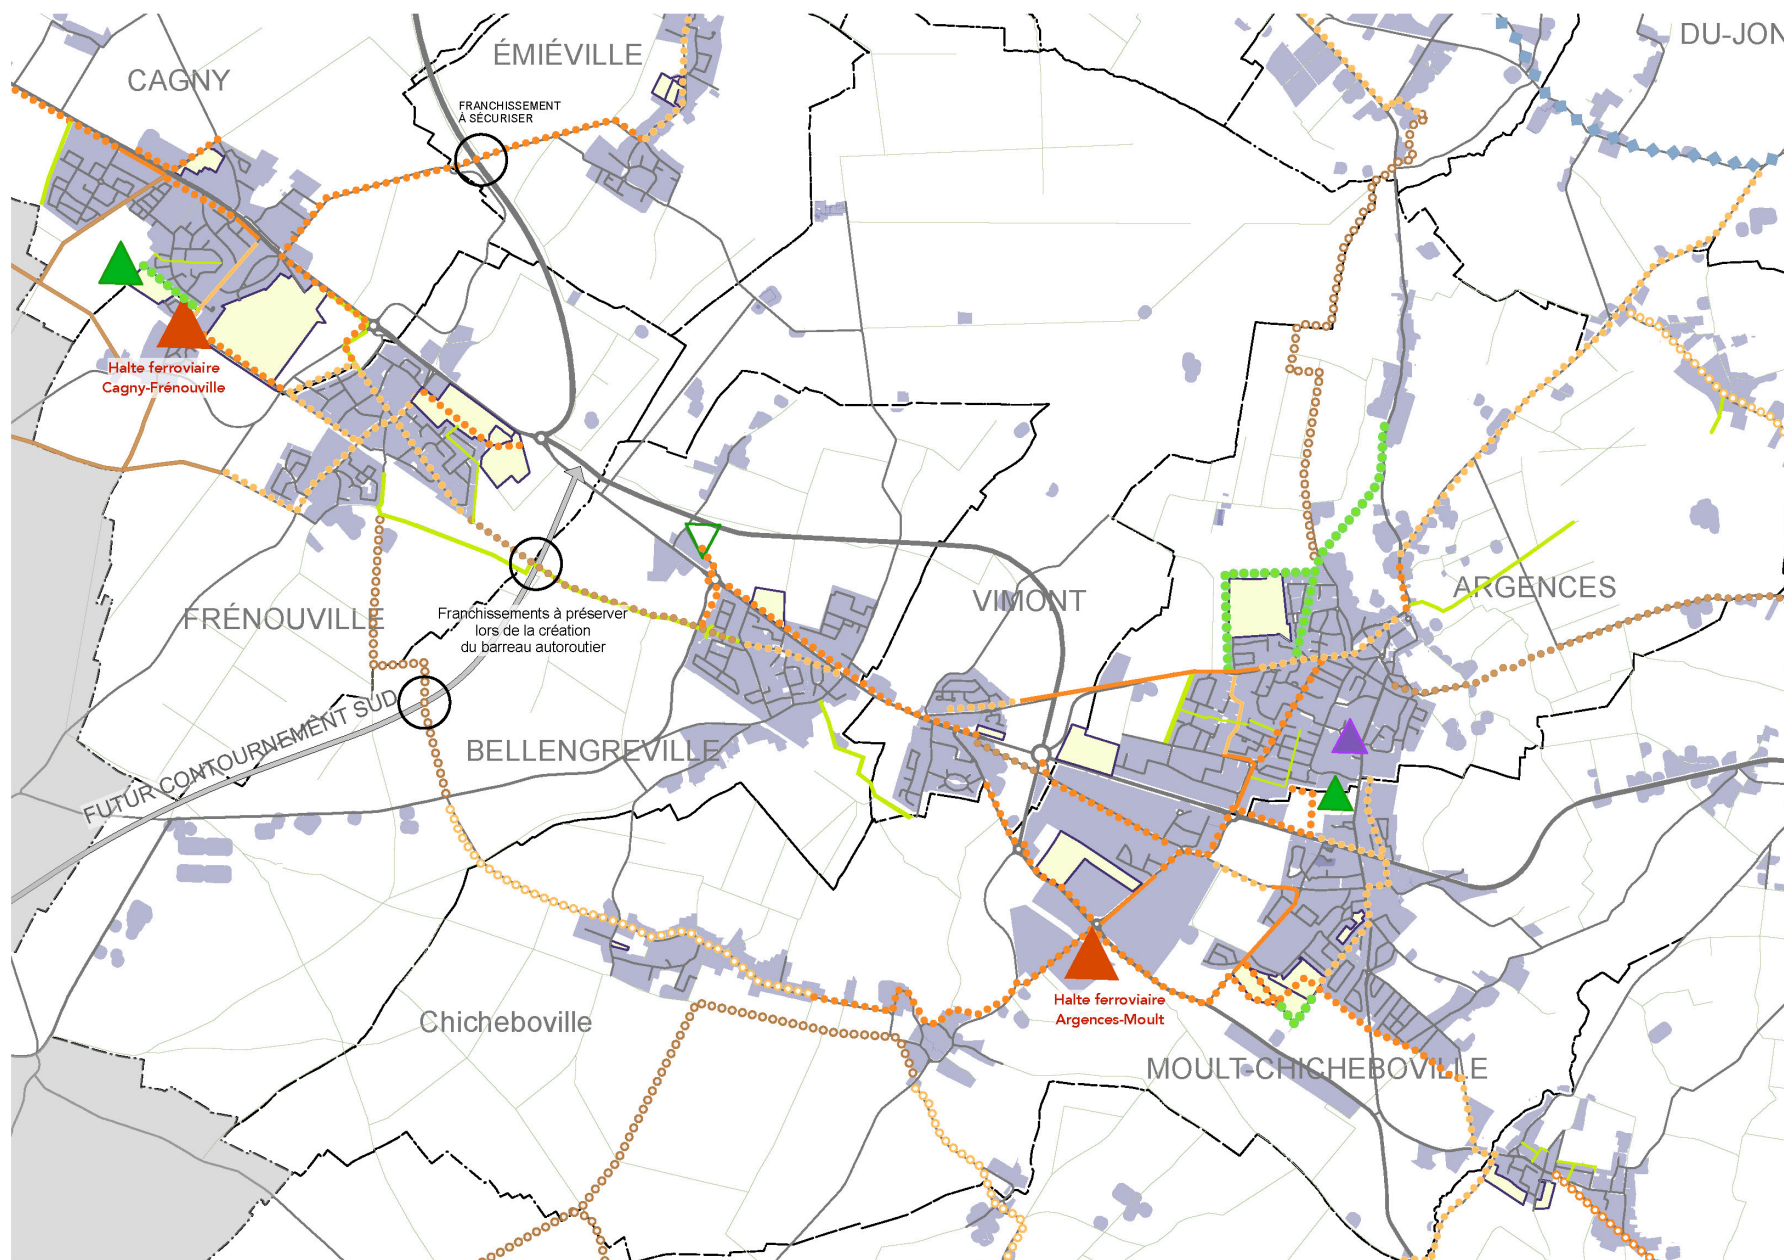 DU-JON
ÉMIÉVILLE
CAGNY
FRANCHISSEMENT
À SÉCURISER
Halte ferroviaire
Cagny-Frénouville
ARGENCES
VIMONT
FRÉNOUVILLE
Franchissements à préserver
lors de la création
du barreau autoroutier
FUTUR CONTOURNEMENT SUD
BELLENGREVILLE
Halte ferroviaire
Argences-Moult
Chicheboville
MOULT-CHICHEBOVILLE